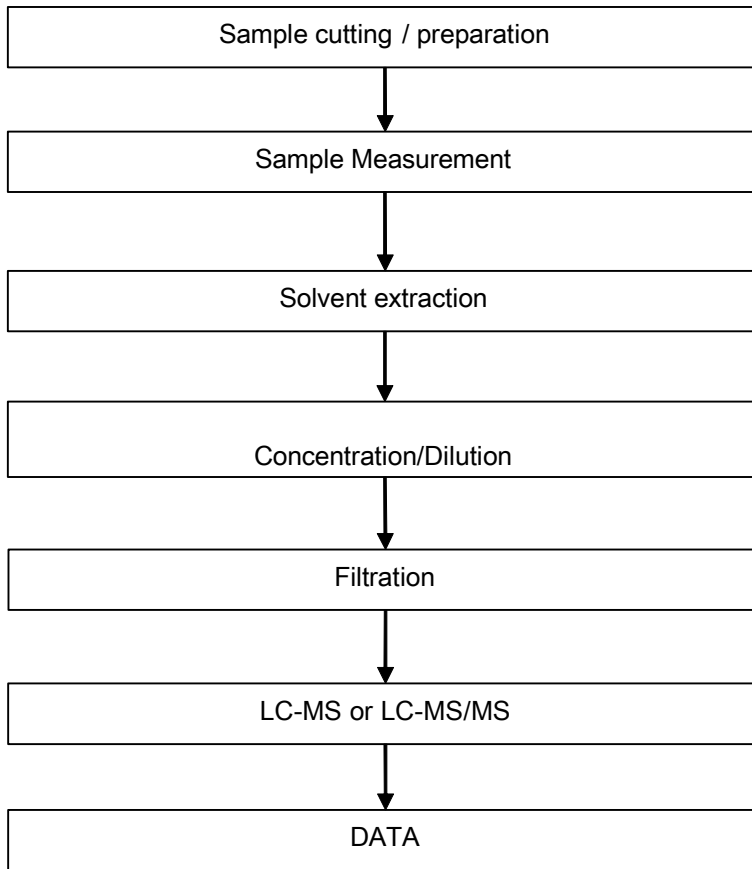 Sample cutting / preparation
Sample Measurement
Solvent extraction
Concentration/Dilution
Filtration
LC-MS or LC-MS/MS
DATA